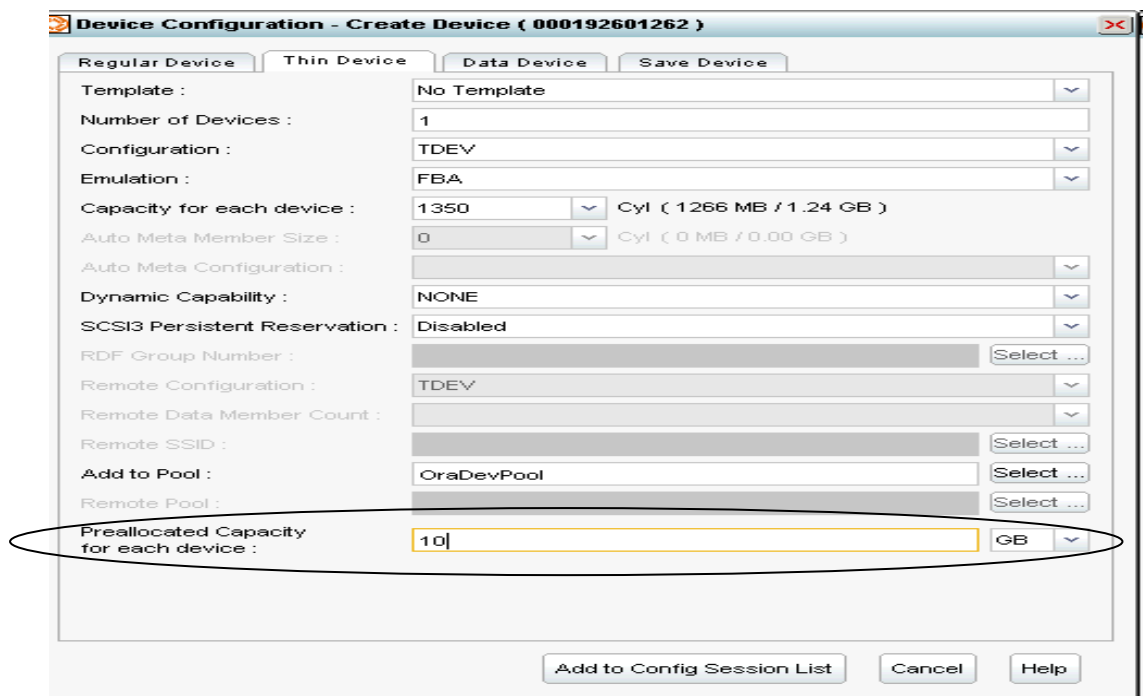 Device Configuration - Create Device ( 000192601262 )
Regular Device Thin Device Data Device Save Device
Template : No Template
Number of Devices : 1
Configuration : TDEV
Emulation : FBA
Capacity for each device : 1350 Cyl ( 1266 MB / 1.24 GB )
Auto Meta Member Size : 0 Cyl ( 0 MB / 0.00 GB )
Auto Meta Configuration :
Dynamic Capability : NONE
SCSI3 Persistent Reservation : Disabled
RDF Group Number : Select ...
Remote Configuration : TDEV
Remote Data Member Count :
Remote SSID : Select ...
Add to Pool : OraDevPool Select ...
Remote Pool : Select ...
Preallocated Capacity
for each device : 10 GB
Add to Config Session List Cancel Help